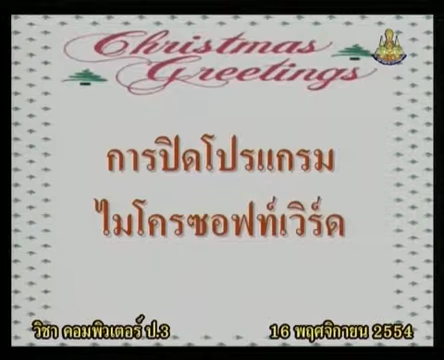 Christmas
Greetings
การปิดโปรแกรม
ไมโครซอฟท์เวิร์ด
วิชา คอมพิวเตอร์ ป.3
16 พฤศจิกายน 2554